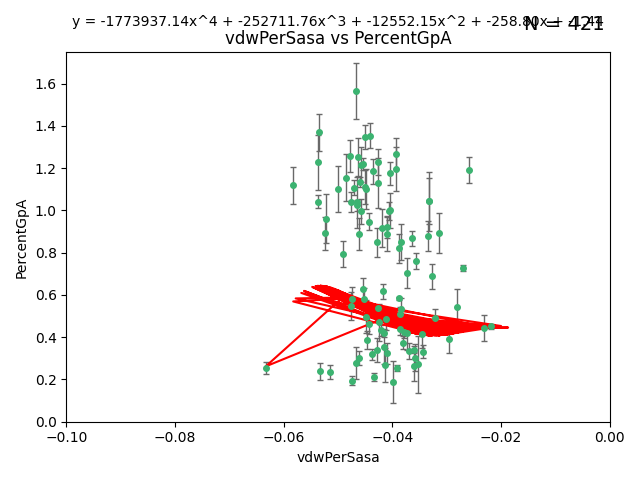 y = -1773937.14x^4 + -252711.76x^3 + -12552.15x^2 + -258.80x +
N = 421
vdwPerSasa vs PercentGpA
PercentGpA
1.6
1.4
1.2
1.0
0.8
0.6
0.4
0.2
0.0
−0.10 −0.08 −0.06 −0.04 −0.02 0.00
vdwPerSasa